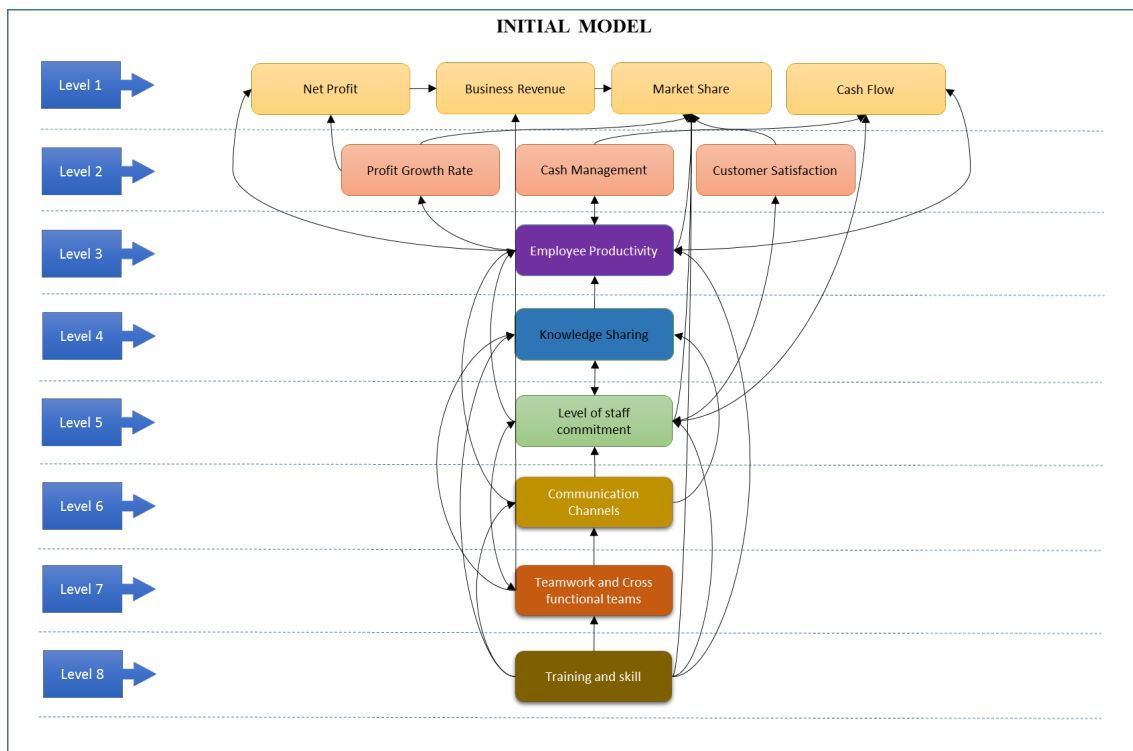 INITIAL MODEL
Level 1
Net Profit
Business Revenue
Market Share
Cash Flow
Level 2
Profit Growth Rate
Cash Management
Customer Satisfaction
Level 3
Employee Productivity
Level 4
Knowledge Sharing
Level 5
Level of staff
commitment
Level 6
Communication
Channels
Level 7
Teamwork and Cross
functional teams
Level 8
Training and skill